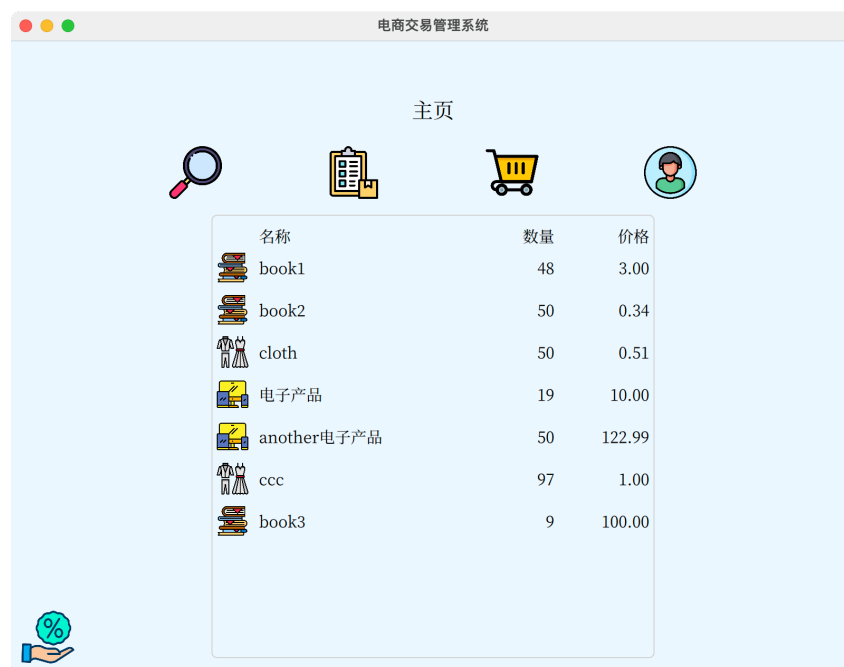 电商交易管理系统
主页
名称 数量 价格
book1 48 3.00
book2 50 0.34
cloth 50 0.51
电子产品 19 10.00
another电子产品 50 122.99
ccc 97 1.00
book3 9 100.00
%